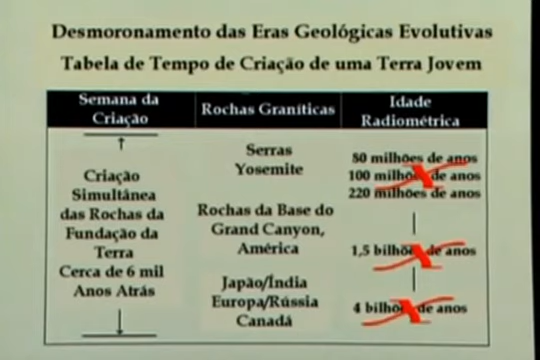 Desmoronamento das Eras Geológicas Evolutivas
Tabela de Tempo de Criação de uma Terra Jovem
Semana da
Criação
Rochas Graníticas
Idade
Radiométrica
Criação
Simultânea
das Rochas da
Fundação da
Terra
Cerca de 6 mil
Anos Atrás
Serras
Yosemite
Rochas da Base do
Grand Canyon,
América
Japão/Índia
Europa/Rússia
Canadá
80 milhões de anos
100 milhões de anos
220 milhões de anos
1,5 bilhões de anos
4 bilhões de anos